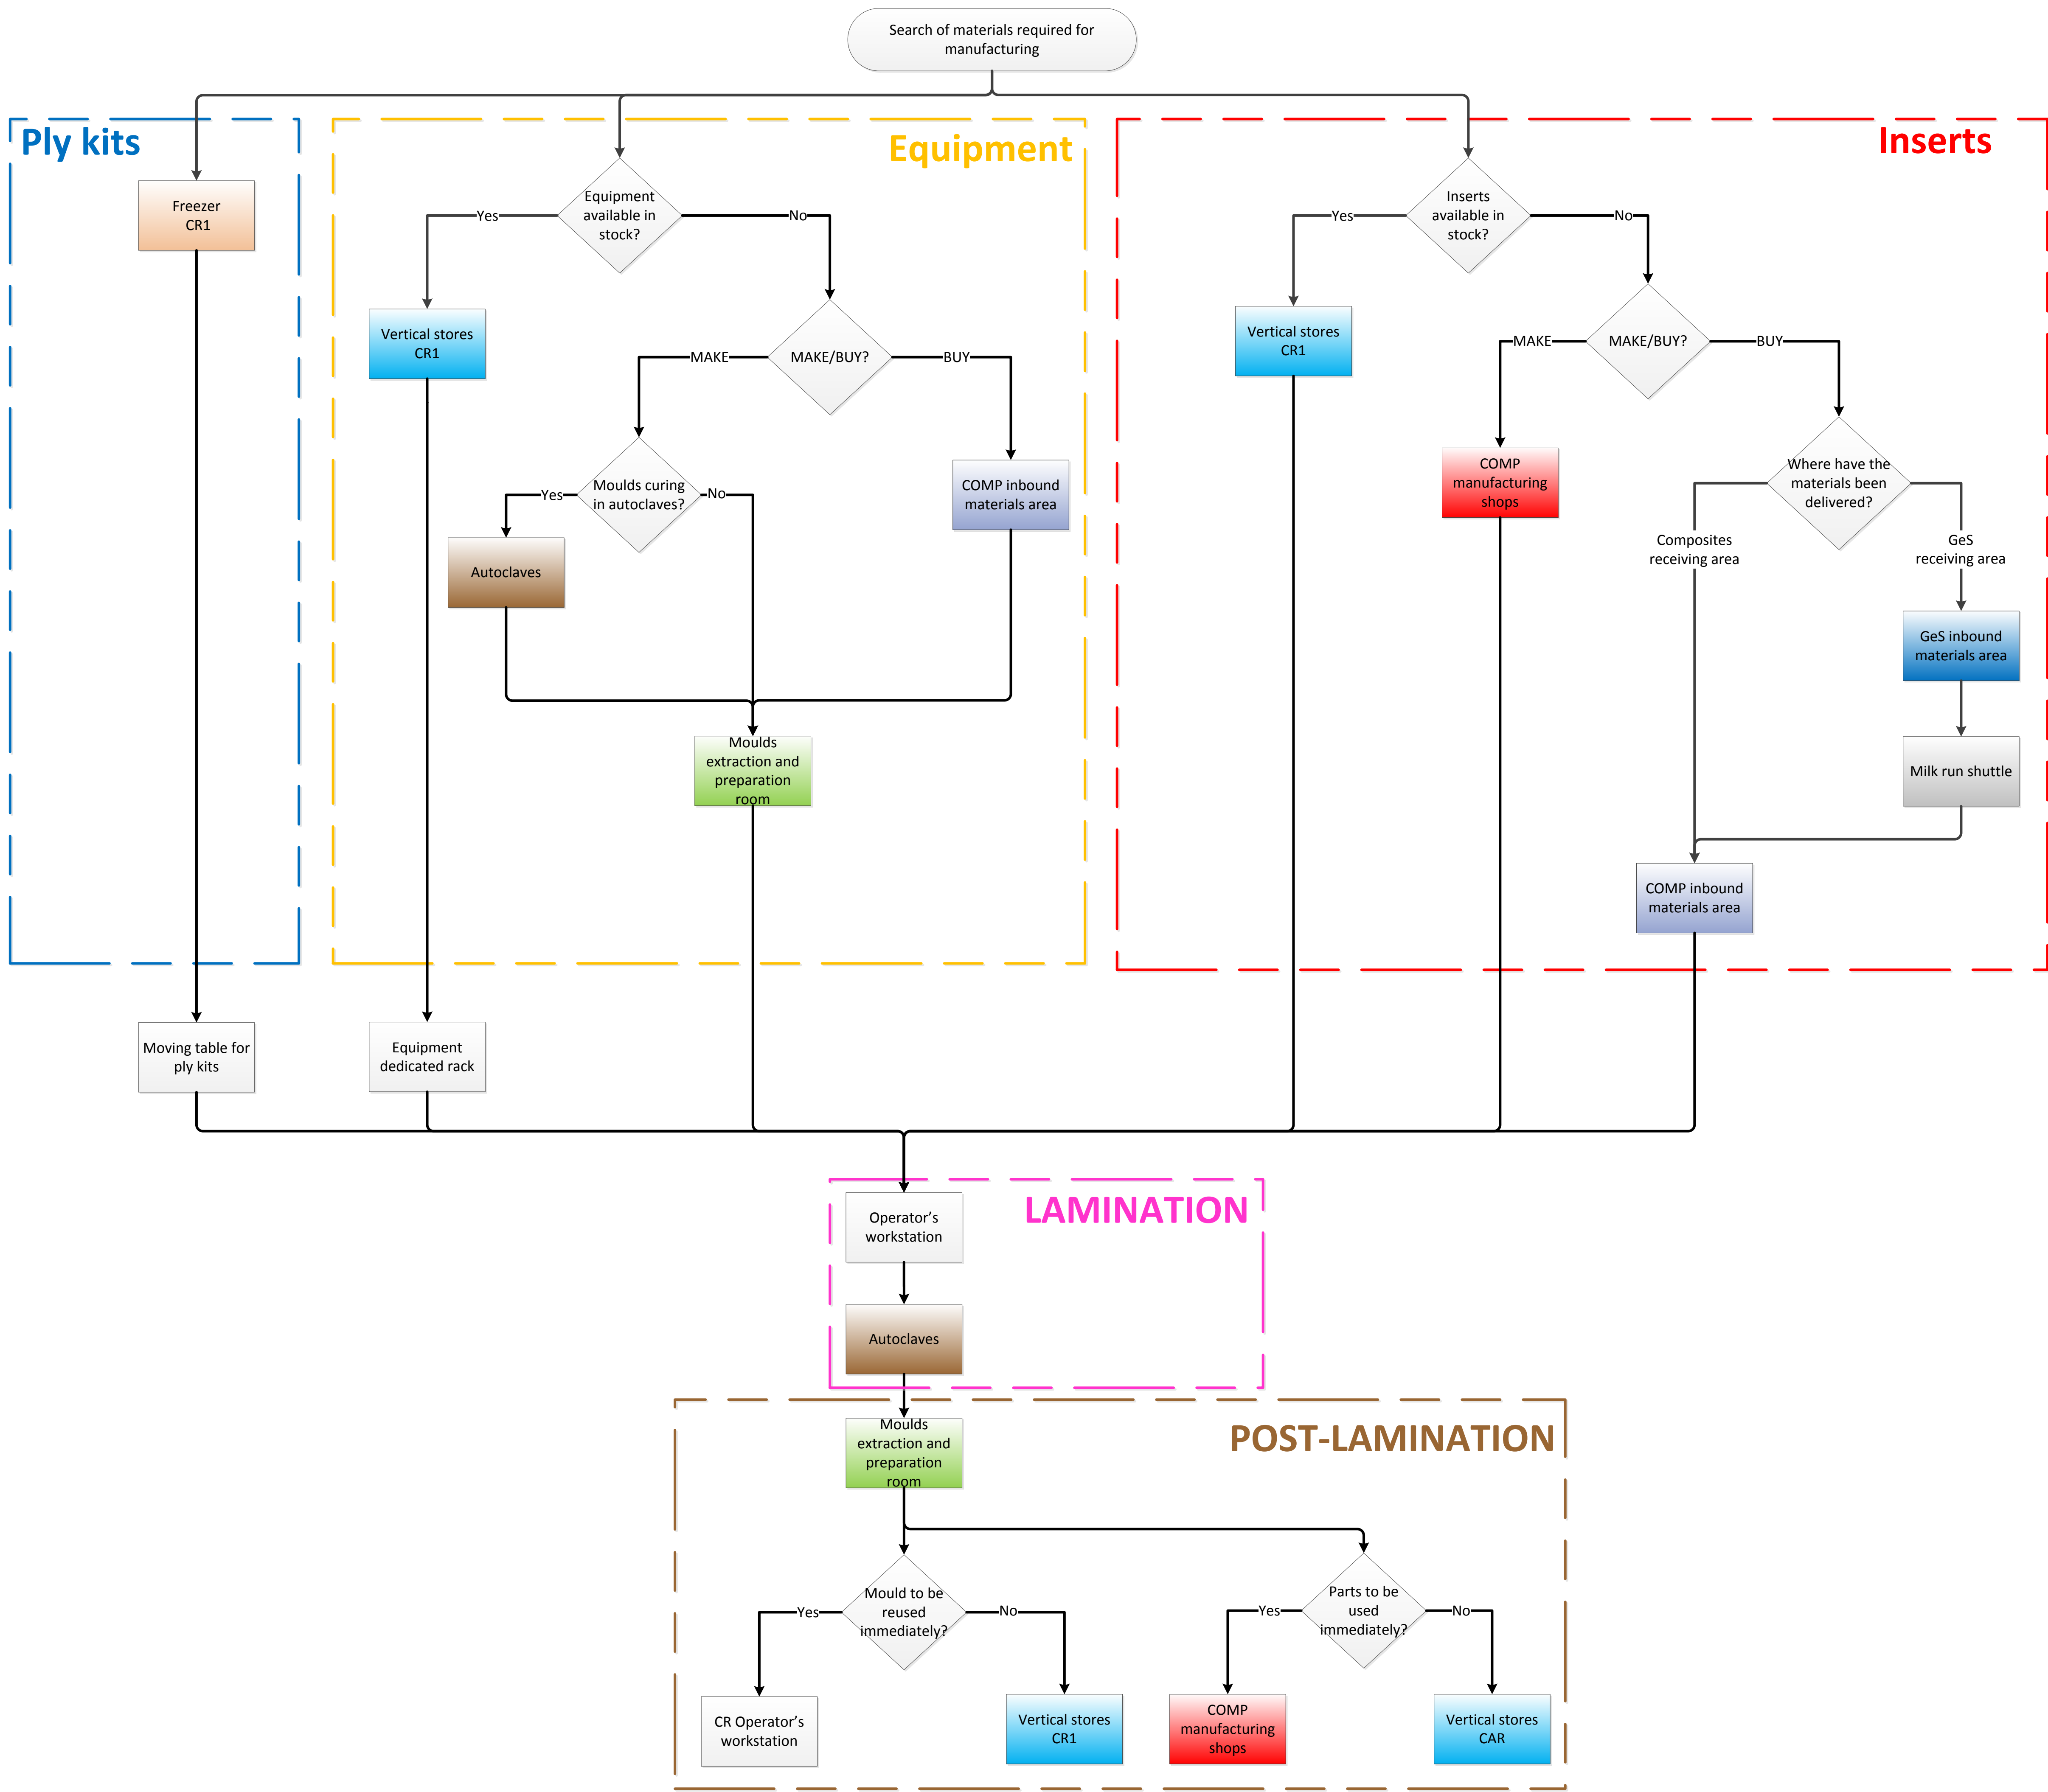 Search of materials required for
manufacturing
Ply kits
Equipment
Inserts
Freezer
CR1
Equipment
available in
stock?
Yes
No
Inserts
available in
stock?
Yes
No
Vertical stores
CR1
MAKE/BUY?
MAKE
BUY
Vertical stores
CR1
MAKE/BUY?
MAKE
BUY
Moulds curing
in autoclaves?
Yes
No
COMP inbound
materials area
COMP
manufacturing
shops
Where have the
materials been
delivered?
Autoclaves
Composites
receiving area
GeS
receiving area
GeS inbound
materials area
Moulds
extraction and
preparation
room
Milk run shuttle
COMP inbound
materials area
Moving table for
ply kits
Equipment
dedicated rack
LAMINATION
Operator's
workstation
Autoclaves
POST-LAMINATION
Moulds
extraction and
preparation
room
Mould to be
reused
immediately?
Yes
No
Parts to be
used
immediately?
Yes
No
CR Operator's
workstation
Vertical stores
CR1
COMP
manufacturing
shops
Vertical stores
CAR